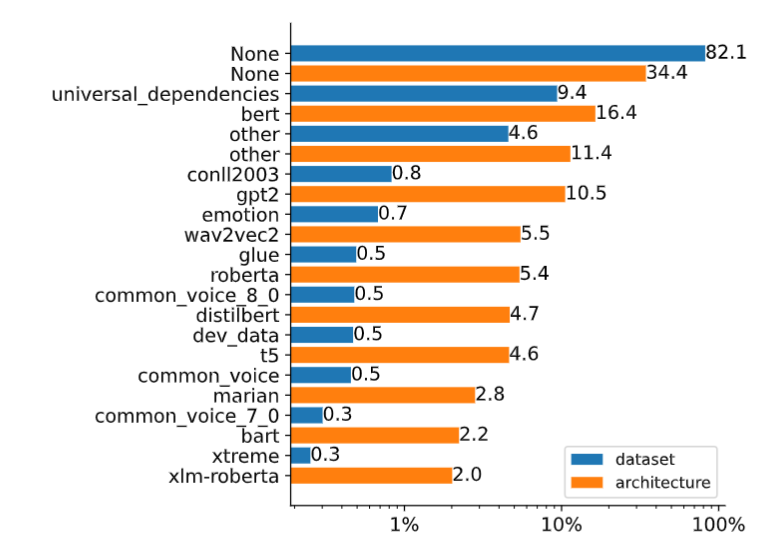 None 82.1
None 34.4
universal_dependencies 9.4
bert 16.4
other 4.6
other 11.4
conll2003 0.8
gpt2 10.5
emotion 0.7
wav2vec2 5.5
glue 0.5
roberta 5.4
common_voice_8_0 0.5
distilbert 4.7
dev_data 0.5
t5 4.6
common_voice 0.5
marian 2.8
common_voice_7_0 0.3
bart 2.2
xtreme 0.3
xlm-roberta 2.0
dataset
architecture
1% 10% 100%